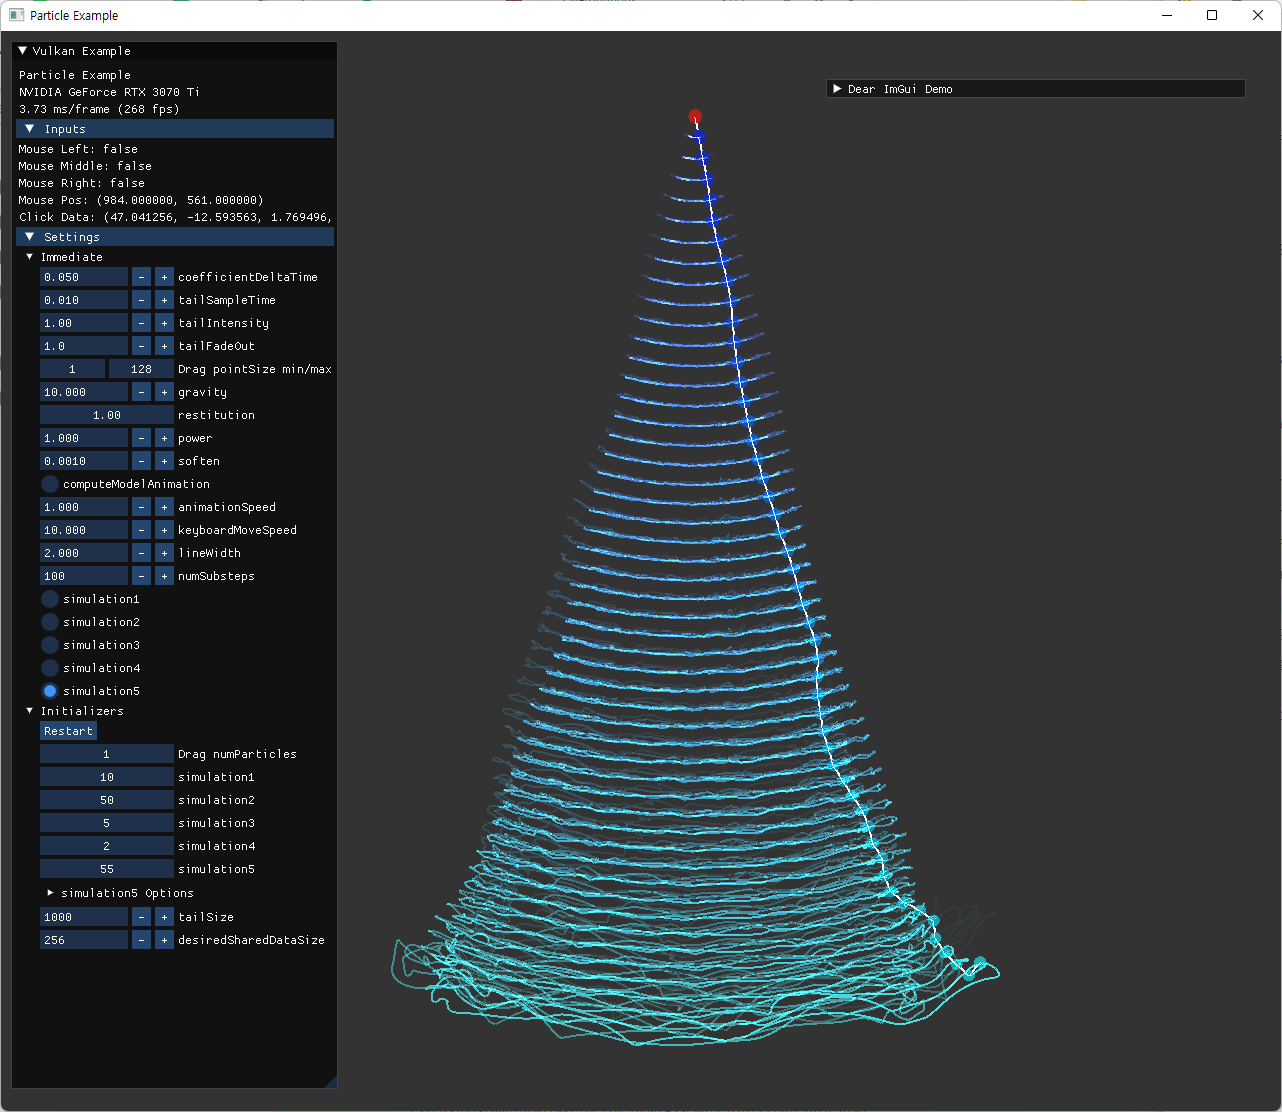 Particle Example
Vulkan Example
Particle Example
NVIDIA GeForce RTX 3070 Ti
3.73 ms/frame (268 fps)
Inputs
Mouse Left: false
Mouse Middle: false
Mouse Right: false
Mouse Pos: (984.000000, 561.000000)
Click Data: (47.041256, -12.593563, 1.769496,
Settings
Immediate
0.050 - + coefficientDeltaTime
0.010 - + tailSampleTime
1.00 - + tailIntensity
1.0 - + tailFadeOut
1 128 Drag pointSize min/max
10.000 - + gravity
1.00 restitution
1.000 - + power
0.0010 - + soften
computeModelAnimation
1.000 - + animationSpeed
10.000 - + keyboardMoveSpeed
2.000 - + lineWidth
100 - + numSubsteps
simulation1
simulation2
simulation3
simulation4
simulation5
Initializers
Restart
1 Drag numParticles
10 simulation1
50 simulation2
5 simulation3
2 simulation4
55 simulation5
simulation5 Options
1000 - + tailSize
256 - + desiredSharedDataSize
Dear ImGui Demo